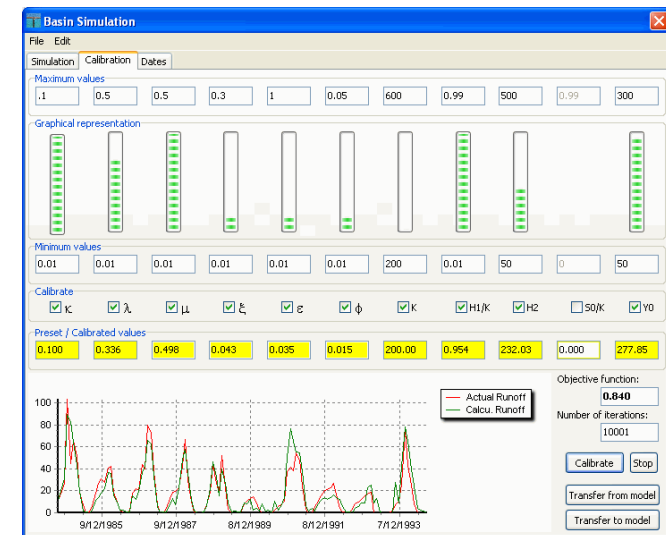 Basin Simulation
File Edit
Simulation Calibration Dates
Maximum values
.1 0.5 0.5 0.3 1 0.05 600 0.99 500 0.99 300
Graphical representation
Minimum values
0.01 0.01 0.01 0.01 0.01 0.01 200 0.01 50 0 50
Calibrate
κ λ μ ξ ε ϕ K H1/K H2 S0/K Y0
Preset / Calibrated values
0.100 0.336 0.498 0.043 0.035 0.015 200.00 0.954 232.03 0.000 277.85
Objective function:
0.840
Number of iterations:
10001
Calibrate Stop
Transfer from model
Transfer to model
Actual Runoff
Calcu. Runoff
100
80
60
40
20
0
9/12/1985 9/12/1987 8/12/1989 8/12/1991 7/12/1993